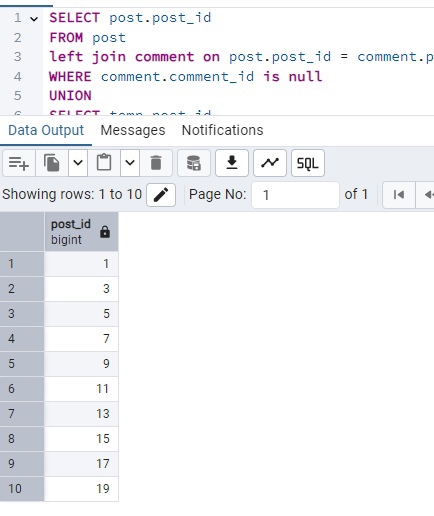 1 SELECT post.post_id
2 FROM post
3 left join comment on post.post_id = comment.p
4 WHERE comment.comment_id is null
5 UNION
Data Output Messages Notifications
SQL
Showing rows: 1 to 10 Page No: 1 of 1
post_id
bigint
1 1
2 3
3 5
4 7
5 9
6 11
7 13
8 15
9 17
10 19